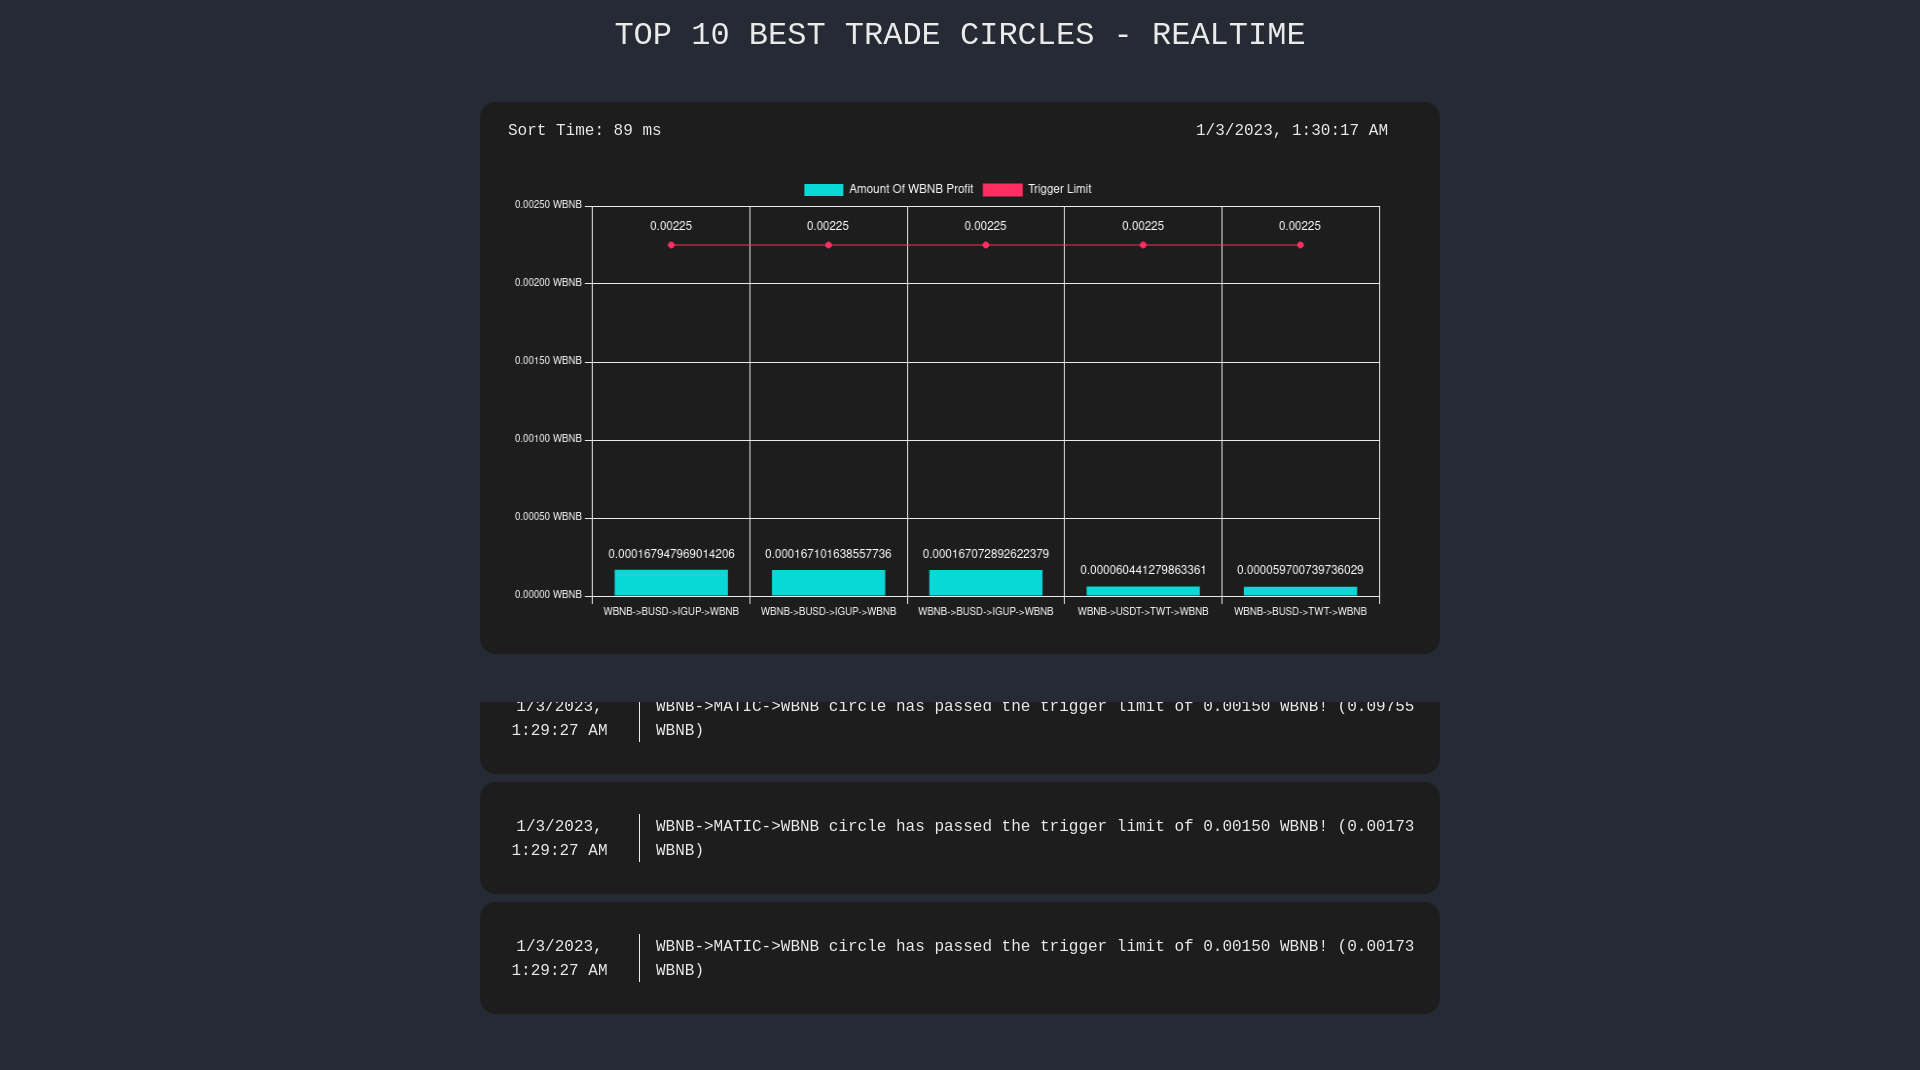 TOP 10 BEST TRADE CIRCLES - REALTIME
Sort Time: 89 ms
1/3/2023, 1:30:17 AM
Amount Of WBNB Profit
Trigger Limit
0.00250 WBNB
0.00225
0.00225
0.00225
0.00225
0.00225
0.00200 WBNB
0.00150 WBNB
0.00100 WBNB
0.00050 WBNB
0.000167947969014206
0.000167101638557736
0.000167072892622379
0.000060441279863361
0.000059700739736029
0.00000 WBNB
WBNB->BUSD->IGUP->WBNB
WBNB->BUSD->IGUP->WBNB
WBNB->BUSD->IGUP->WBNB
WBNB->USDT->TWT->WBNB
WBNB->BUSD->TWT->WBNB
1/3/2023,
1:29:27 AM
WBNB->MATIC->WBNB circle has passed the trigger limit of 0.00150 WBNB! (0.09755
WBNB)
1/3/2023,
1:29:27 AM
WBNB->MATIC->WBNB circle has passed the trigger limit of 0.00150 WBNB! (0.00173
WBNB)
1/3/2023,
1:29:27 AM
WBNB->MATIC->WBNB circle has passed the trigger limit of 0.00150 WBNB! (0.00173
WBNB)